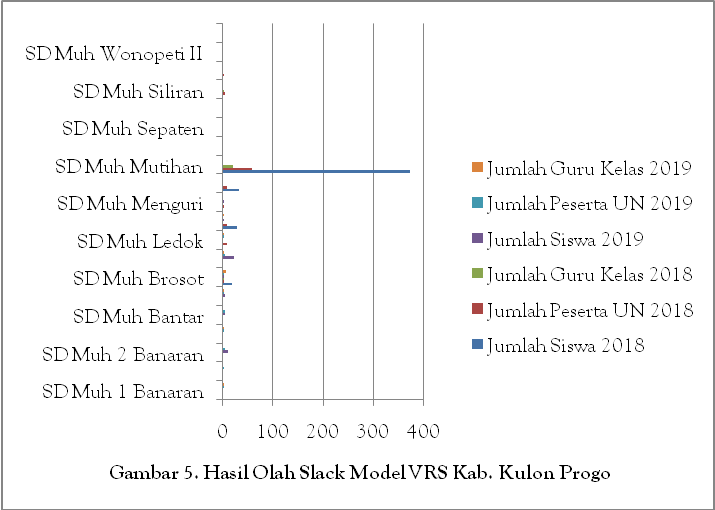 SD Muh Wonopeti II
SD Muh Siliran
SD Muh Sepaten
SD Muh Mutihan
SD Muh Menguri
SD Muh Ledok
SD Muh Brosot
SD Muh Bantar
SD Muh 2 Banaran
SD Muh 1 Banaran
0 100 200 300 400
Jumlah Guru Kelas 2019
Jumlah Peserta UN 2019
Jumlah Siswa 2019
Jumlah Guru Kelas 2018
Jumlah Peserta UN 2018
Jumlah Siswa 2018
Gambar 5. Hasil Olah Slack Model VRS Kab. Kulon Progo